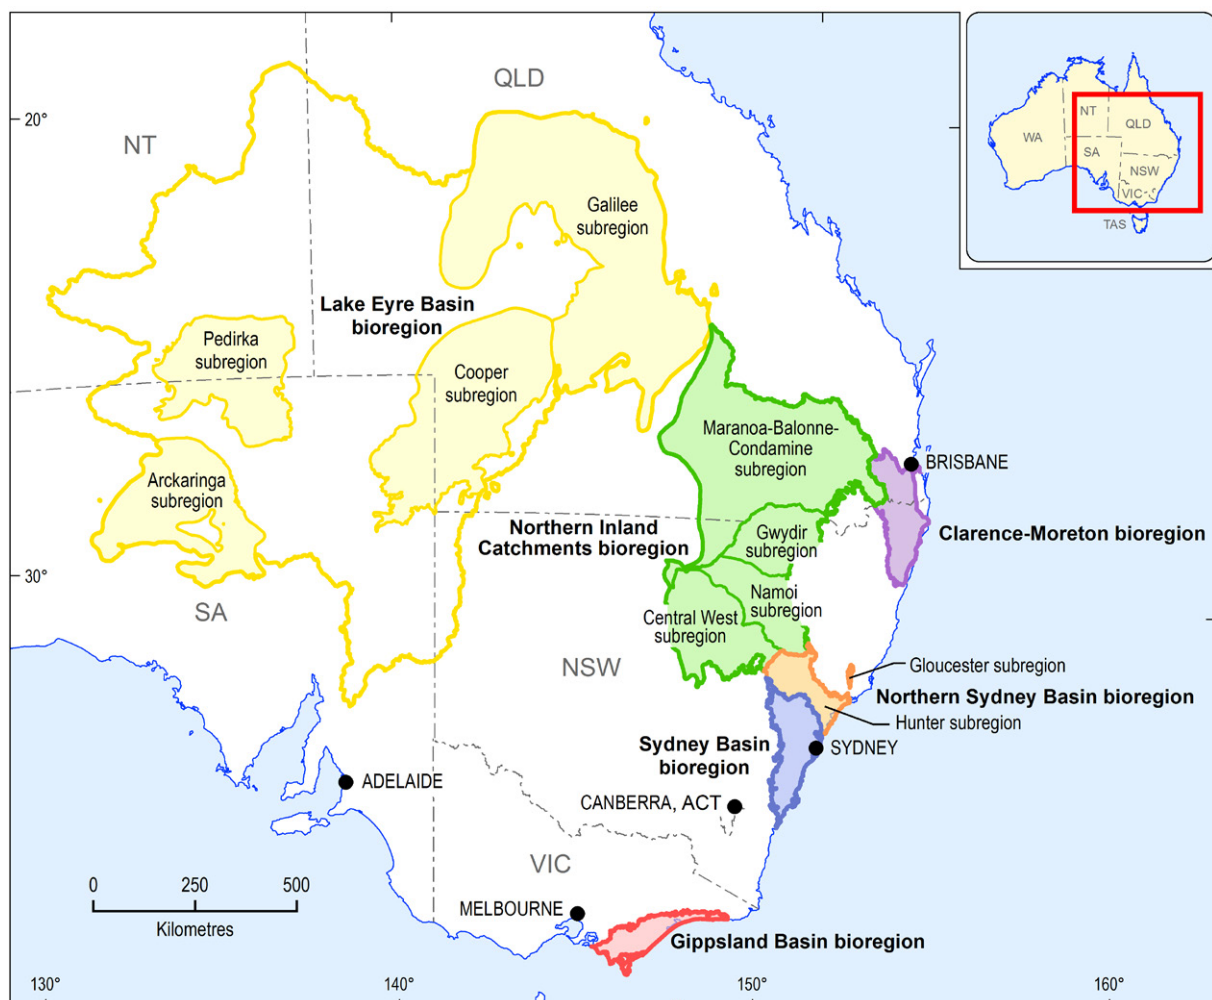 QLD
20°
NT
NT
QLD
WA
SA
NSW
VIC
TAS
Galilee
subregion
Lake Eyre Basin
bioregion
Pedirka
subregion
Cooper
subregion
Maranoa-Balonne-
Condamine
subregion
BRISBANE
Arckaringa
subregion
Northern Inland
Catchments bioregion
Gwydir
subregion
Clarence-Moreton bioregion
30°
SA
Namoi
subregion
Central West
subregion
NSW
Gloucester subregion
Northern Sydney Basin bioregion
Hunter subregion
Sydney Basin
bioregion
SYDNEY
ADELAIDE
CANBERRA, ACT
VIC
0 250 500
Kilometres
MELBOURNE
Gippsland Basin bioregion
130° 140° 150° 160°